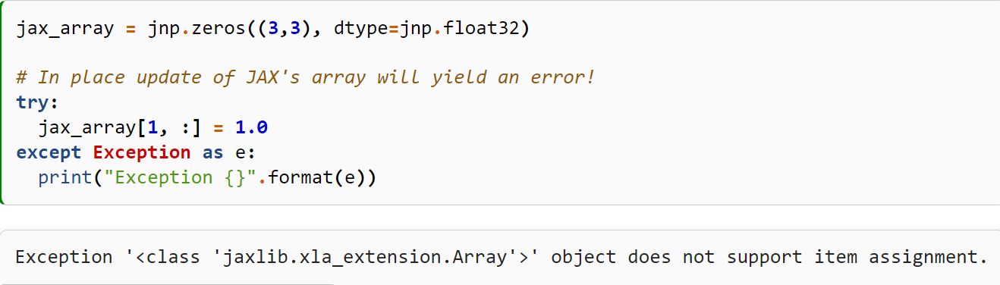 jax_array = jnp.zeros((3,3), dtype=jnp.float32)
# In place update of JAX's array will yield an error!
try:
  jax_array[1, :] = 1.0
except Exception as e:
  print("Exception {}".format(e))
Exception '<class 'jaxlib.xla_extension.Array'>' object does not support item assignment.